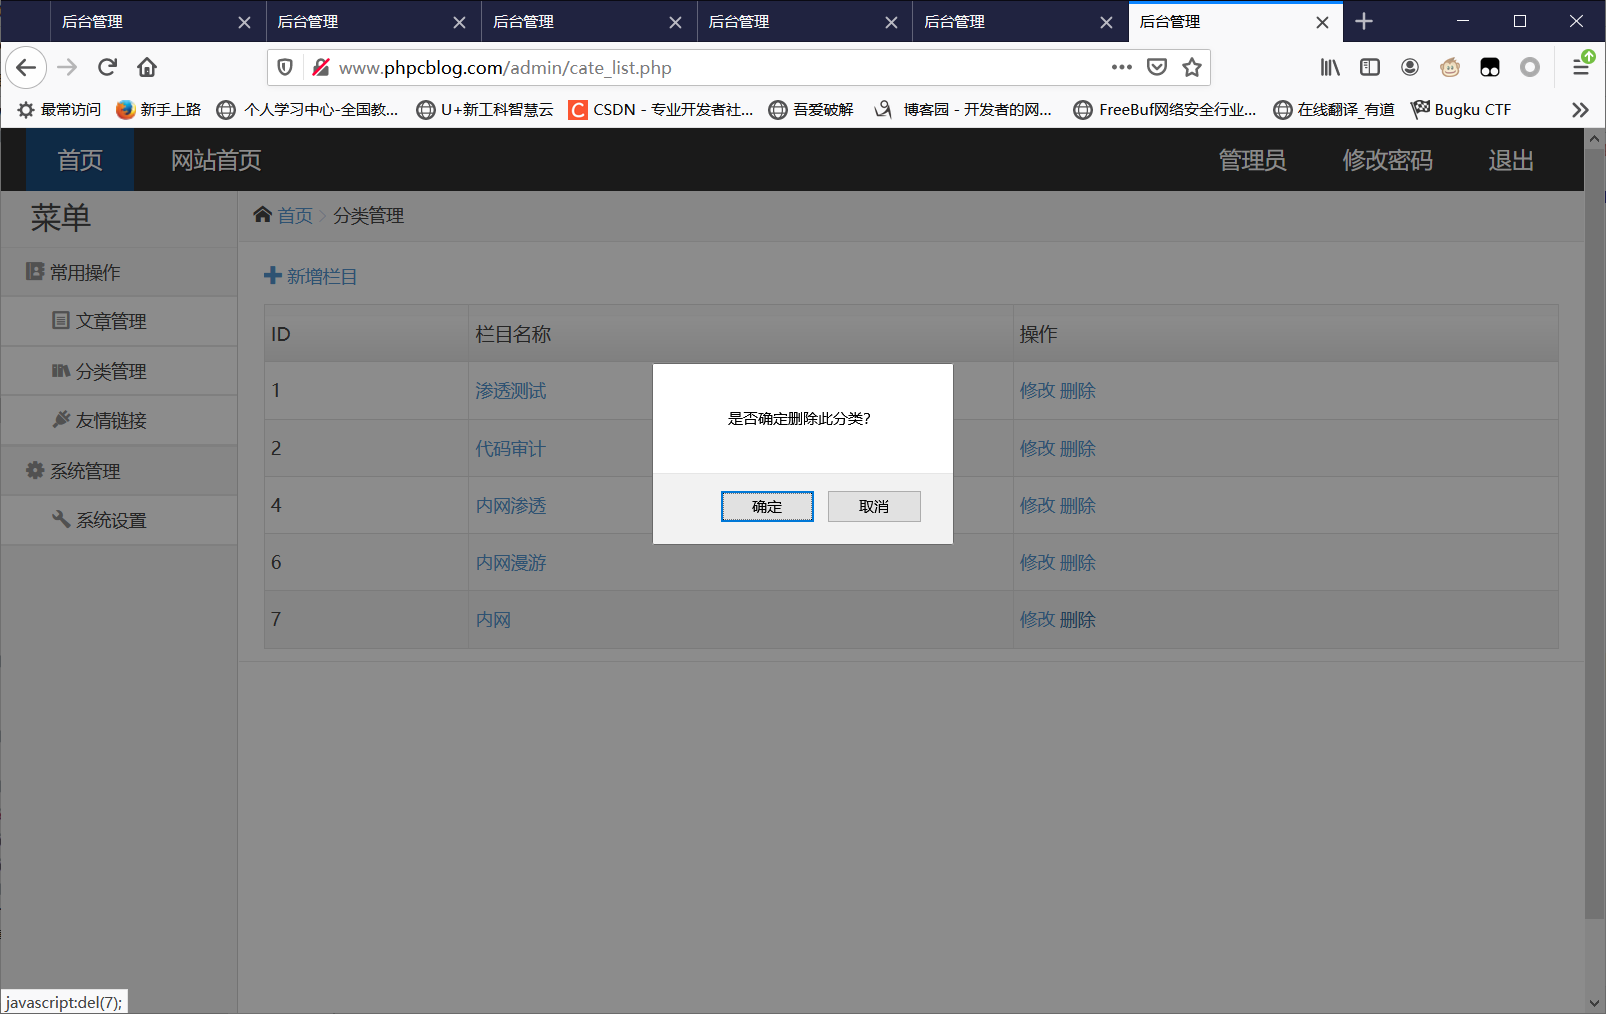 后台管理 后台管理 后台管理 后台管理 后台管理 后台管理
www.phpcblog.com/admin/cate_list.php
最常访问 新手上路 个人学习中心-全国教... U+新工科智慧云 CSDN - 专业开发者社... 吾爱破解 博客园 - 开发者的网... FreeBuf网络安全行业... 在线翻译_有道 Bugku CTF
首页 网站首页 管理员 修改密码 退出
菜单
常用操作
文章管理
分类管理
友情链接
系统管理
系统设置
首页 分类管理
新增栏目
ID 栏目名称 操作
1 渗透测试 修改 删除
2 代码审计 修改 删除
4 内网渗透 修改 删除
6 内网漫游 修改 删除
7 内网 修改 删除
是否确定删除此分类?
确定 取消
javascript:del(7);